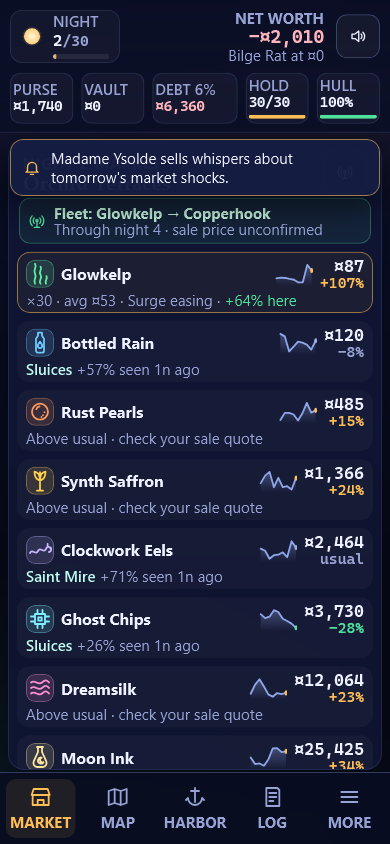 NIGHT
2/30
NET WORTH
−¤2,010
Bilge Rat at ¤0
PURSE
¤1,740
VAULT
¤0
DEBT 6%
¤6,360
HOLD
30/30
HULL
100%
Madame Ysolde sells whispers about
tomorrow's market shocks.
Fleet: Glowkelp → Copperhook
Through night 4 · sale price unconfirmed
Glowkelp
¤87
+107%
×30 · avg ¤53 · Surge easing · +64% here
Bottled Rain
¤120
−8%
Sluices +57% seen 1n ago
Rust Pearls
¤485
+15%
Above usual · check your sale quote
Synth Saffron
¤1,366
+24%
Above usual · check your sale quote
Clockwork Eels
¤2,464
usual
Saint Mire +71% seen 1n ago
Ghost Chips
¤3,730
−28%
Sluices +26% seen 1n ago
Dreamsilk
¤12,064
+23%
Above usual · check your sale quote
Moon Ink
¤25,425
+34%
MARKET
MAP
HARBOR
LOG
MORE